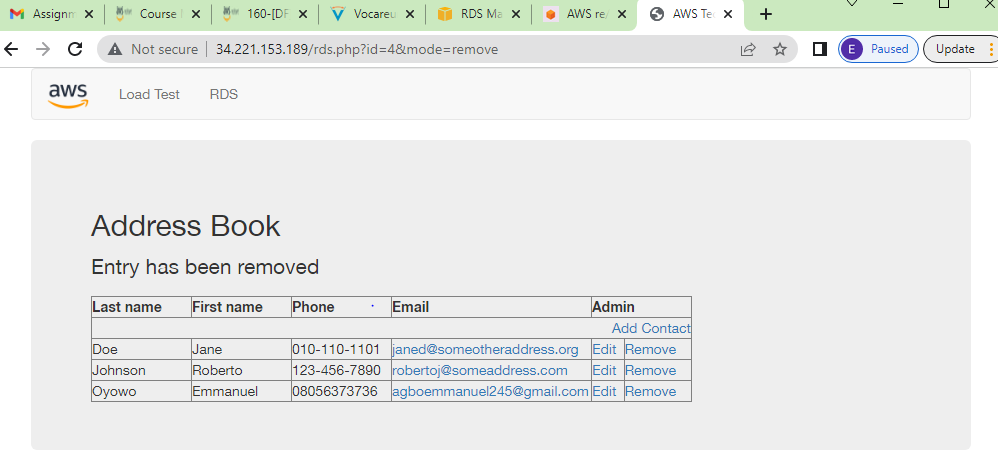 Assignm Course 160-[DF Vocareu RDS Ma AWS re/ AWS Te
Not secure 34.221.153.189/rds.php?id=4&mode=remove E Paused Update
aws Load Test RDS
Address Book
Entry has been removed
Last name First name Phone Email Admin
Add Contact
Doe Jane 010-110-1101 janed@someotheraddress.org Edit Remove
Johnson Roberto 123-456-7890 robertoj@someaddress.com Edit Remove
Oyowo Emmanuel 08056373736 agboemmanuel245@gmail.com Edit Remove